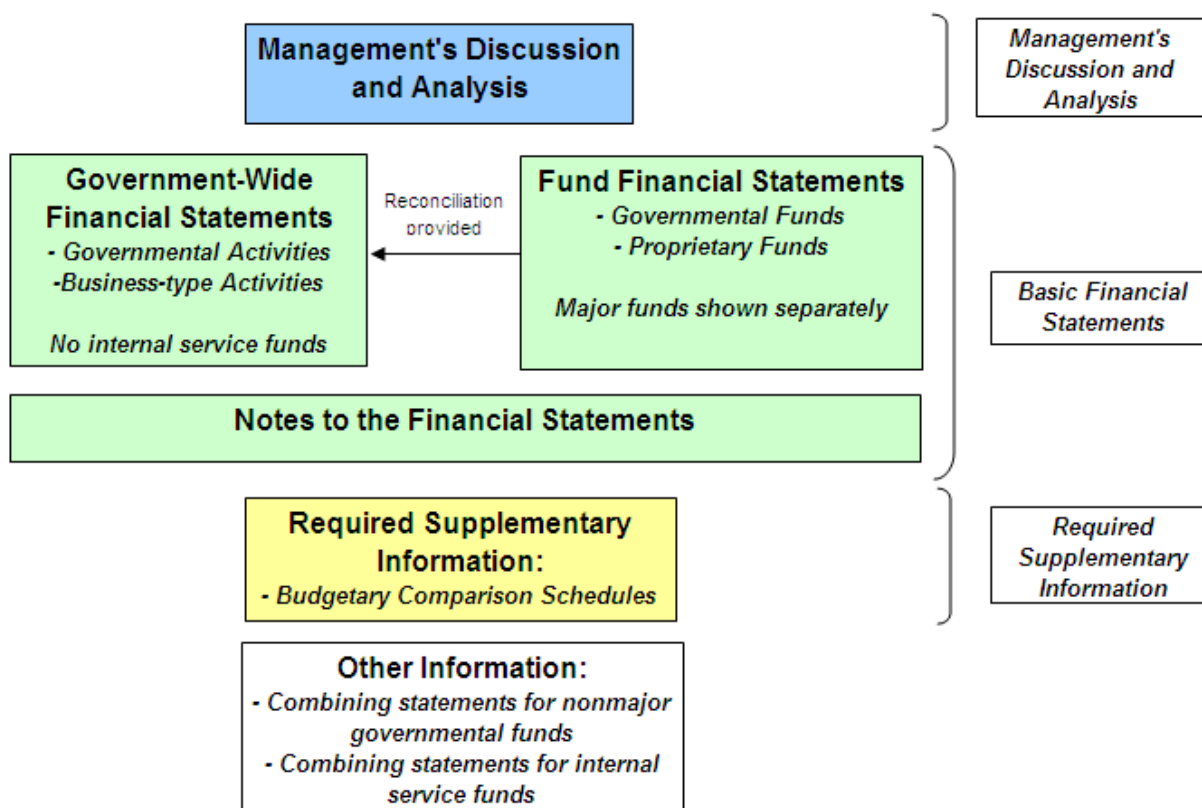 Management's Discussion
and Analysis
Management's
Discussion and
Analysis
Government-Wide
Financial Statements
- Governmental Activities
-Business-type Activities
No internal service funds
Reconciliation
provided
Fund Financial Statements
- Governmental Funds
- Proprietary Funds
Major funds shown separately
Basic Financial
Statements
Notes to the Financial Statements
Required Supplementary
Information:
- Budgetary Comparison Schedules
Required
Supplementary
Information
Other Information:
- Combining statements for nonmajor
governmental funds
- Combining statements for internal
service funds